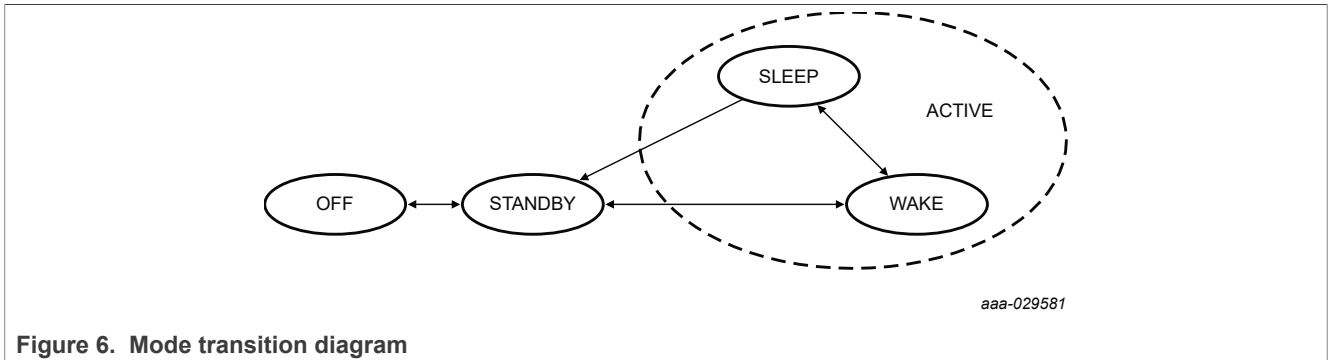 SLEEP
ACTIVE
OFF
STANDBY
WAKE
aaa-029581
Figure 6. Mode transition diagram